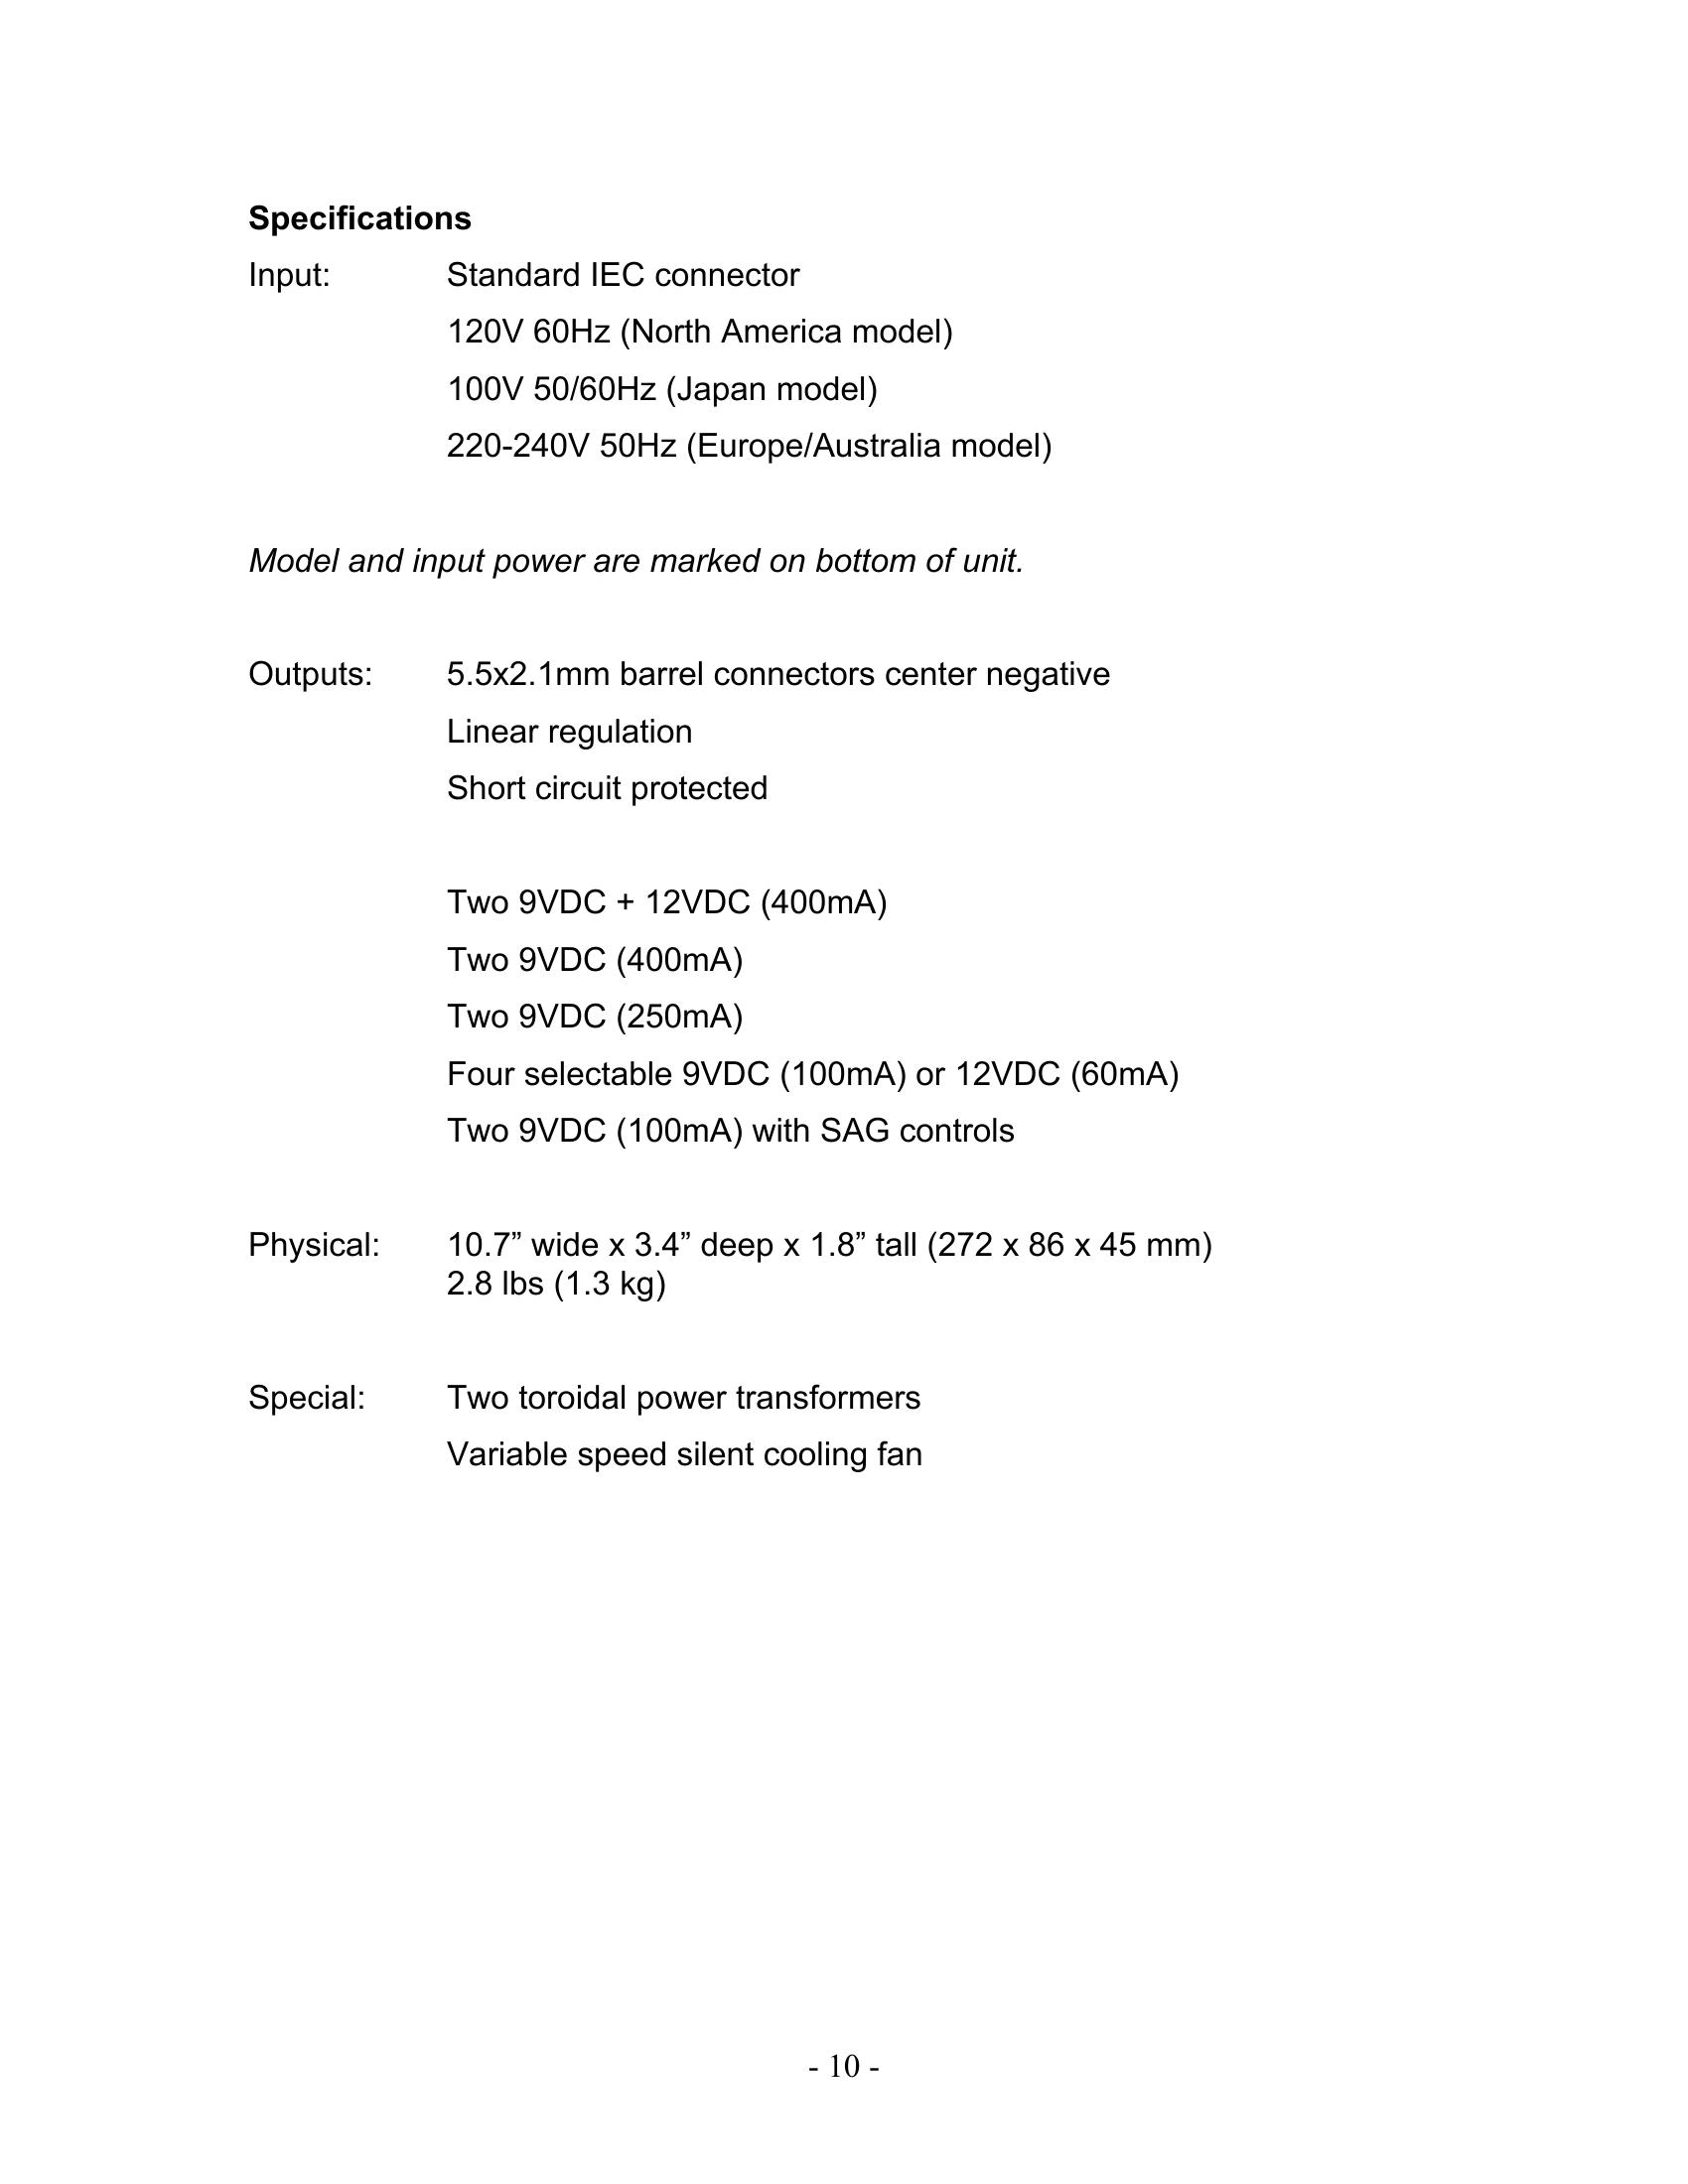 Specifications
Input: Standard IEC connector
120V 60Hz (North America model)
100V 50/60Hz (Japan model)
220-240V 50Hz (Europe/Australia model)
Model and input power are marked on bottom of unit.
Outputs: 5.5x2.1mm barrel connectors center negative
Linear regulation
Short circuit protected
Two 9VDC + 12VDC (400mA)
Two 9VDC (400mA)
Two 9VDC (250mA)
Four selectable 9VDC (100mA) or 12VDC (60mA)
Two 9VDC (100mA) with SAG controls
Physical: 10.7” wide x 3.4” deep x 1.8” tall (272 x 86 x 45 mm)
2.8 lbs (1.3 kg)
Special: Two toroidal power transformers
Variable speed silent cooling fan
- 10 -